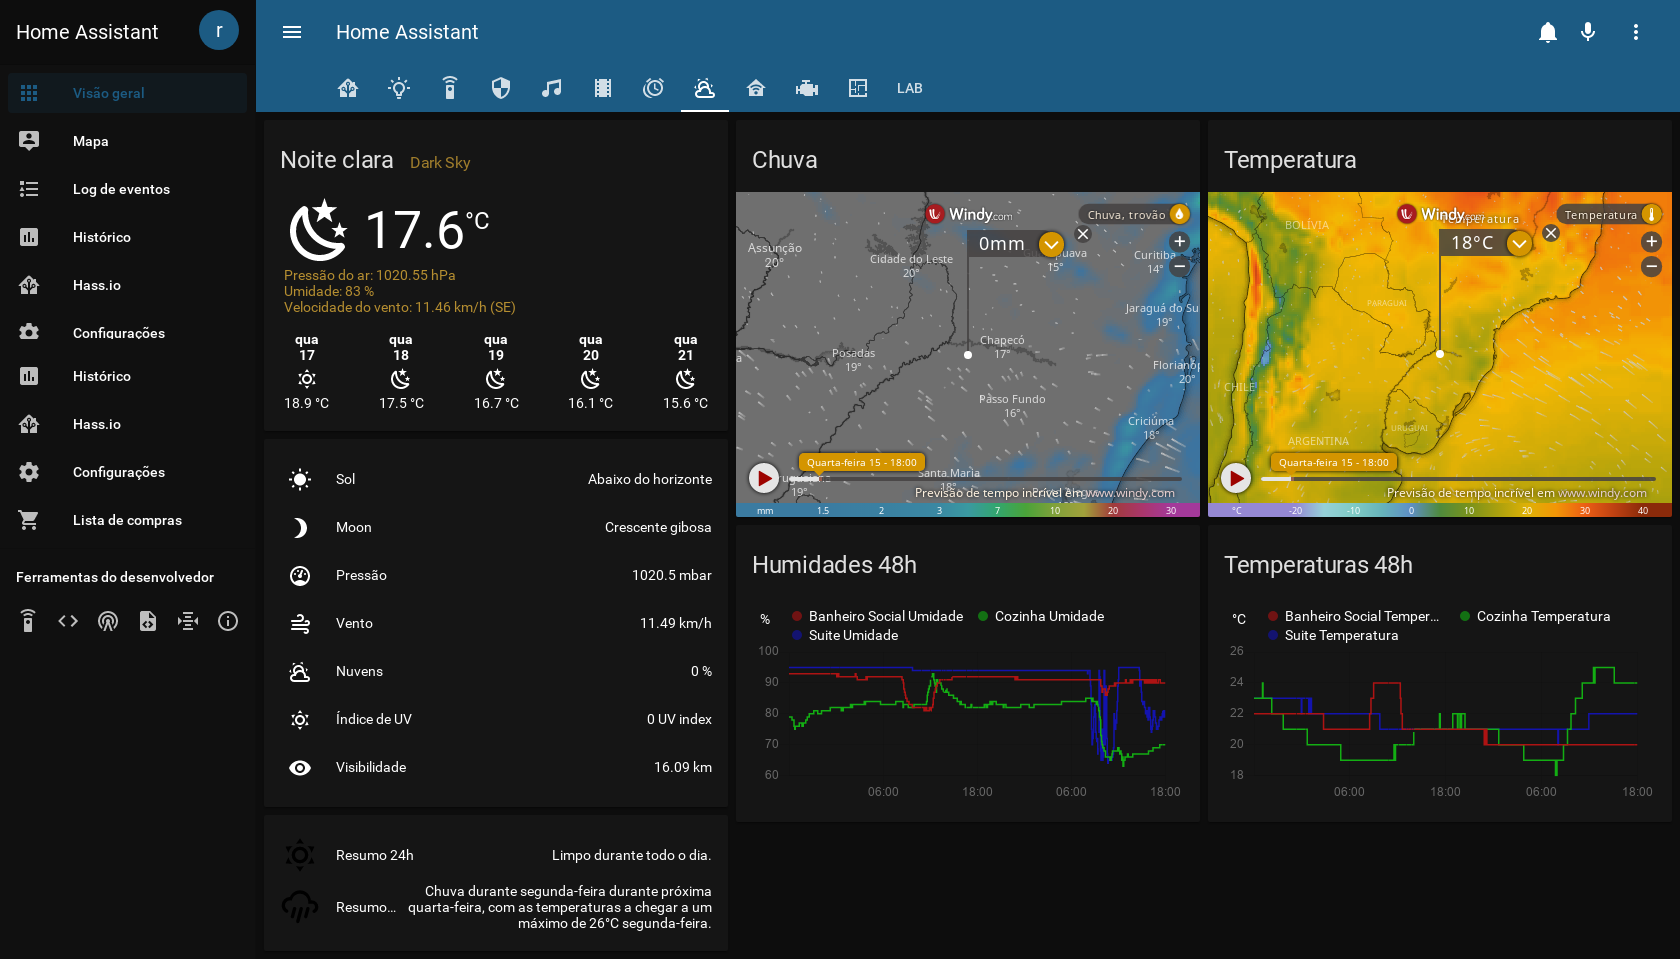 Home Assistant
r
Visão geral
Mapa
Log de eventos
Histórico
Hass.io
Configurações
Histórico
Hass.io
Configurações
Lista de compras
Ferramentas do desenvolvedor
Home Assistant
LAB
Noite clara Dark Sky
17.6 °C
Pressão do ar: 1020.55 hPa
Umidade: 83 %
Velocidade do vento: 11.46 km/h (SE)
qua qua qua qua qua
17 18 19 20 21
18.9 °C 17.5 °C 16.7 °C 16.1 °C 15.6 °C
Sol Abaixo do horizonte
Moon Crescente gibosa
Pressão 1020.5 mbar
Vento 11.49 km/h
Nuvens 0 %
Índice de UV 0 UV index
Visibilidade 16.09 km
Resumo 24h Limpo durante todo o dia.
Resumo... Chuva durante segunda-feira durante próxima
quarta-feira, com as temperaturas a chegar a um
máximo de 26°C segunda-feira.
Chuva
Windy.com
Chuva, trovão
0mm
Assunção
20°
Cidade do Leste
20°
15°
Curitiba
14°
Jaraguá do Su
19°
Chapecó
17°
Posadas
19°
Florianóp
20°
Passo Fundo
16°
Criciúma
18°
Quarta-feira 15 - 18:00
Santa Maria
18°
19°
Previsão de tempo incrível em www.windy.com
mm 1.5 2 3 7 10 20 30
Temperatura
Windy.com
Temperatura
Temperatura
18°C
BOLÍVIA
PARAGUAI
CHILE
URUGUAI
ARGENTINA
Quarta-feira 15 - 18:00
Previsão de tempo incrível em www.windy.com
°C -20 -10 0 10 20 30 40
Humidades 48h
%
Banheiro Social Umidade Cozinha Umidade
Suite Umidade
100
90
80
70
60
06:00 18:00 06:00 18:00
Temperaturas 48h
°C
Banheiro Social Temper... Cozinha Temperatura
Suite Temperatura
26
24
22
20
18
06:00 18:00 06:00 18:00